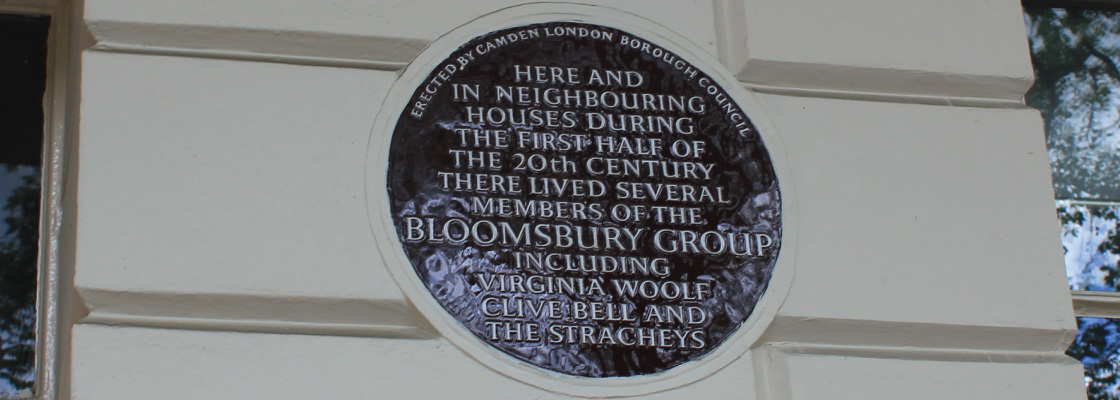 ERECTED BY CAMDEN LONDON BOROUGH COUNCIL
HERE AND
IN NEIGHBOURING
HOUSES DURING
THE FIRST HALF OF
THE 20th CENTURY
THERE LIVED SEVERAL
MEMBERS OF THE
BLOOMSBURY GROUP
INCLUDING
VIRGINIA WOOLF
CLIVE BELL AND
THE STRACHEYS